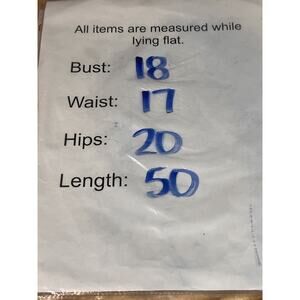 All items are measured while
lying flat.
Bust: 18
Waist: 17
Hips: 20
Length: 50